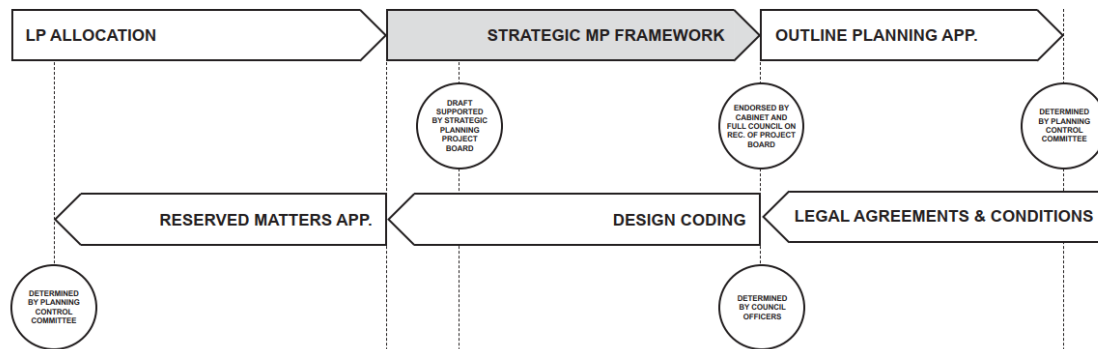 LP ALLOCATION
STRATEGIC MP FRAMEWORK
OUTLINE PLANNING APP.
DRAFT
SUPPORTED
BY STRATEGIC
PLANNING
PROJECT
BOARD
ENDORSED BY
CABINET AND
FULL COUNCIL ON
REC. OF PROJECT
BOARD
DETERMINED
BY PLANNING
CONTROL
COMMITTEE
RESERVED MATTERS APP.
DESIGN CODING
LEGAL AGREEMENTS & CONDITIONS
DETERMINED
BY PLANNING
CONTROL
COMMITTEE
DETERMINED
BY COUNCIL
OFFICERS